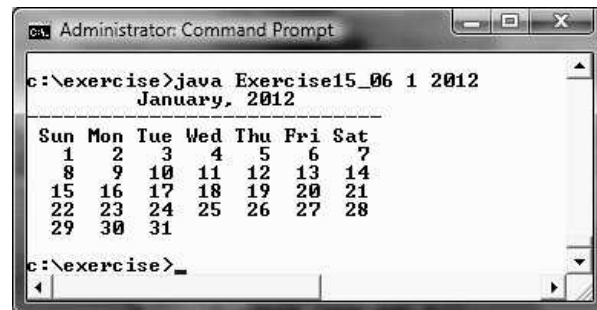 Administrator: Command Prompt
c:\exercise>java Exercise15_06 1 2012
January, 2012
Sun Mon Tue Wed Thu Fri Sat
1 2 3 4 5 6 7
8 9 10 11 12 13 14
15 16 17 18 19 20 21
22 23 24 25 26 27 28
29 30 31
c:\exercise>